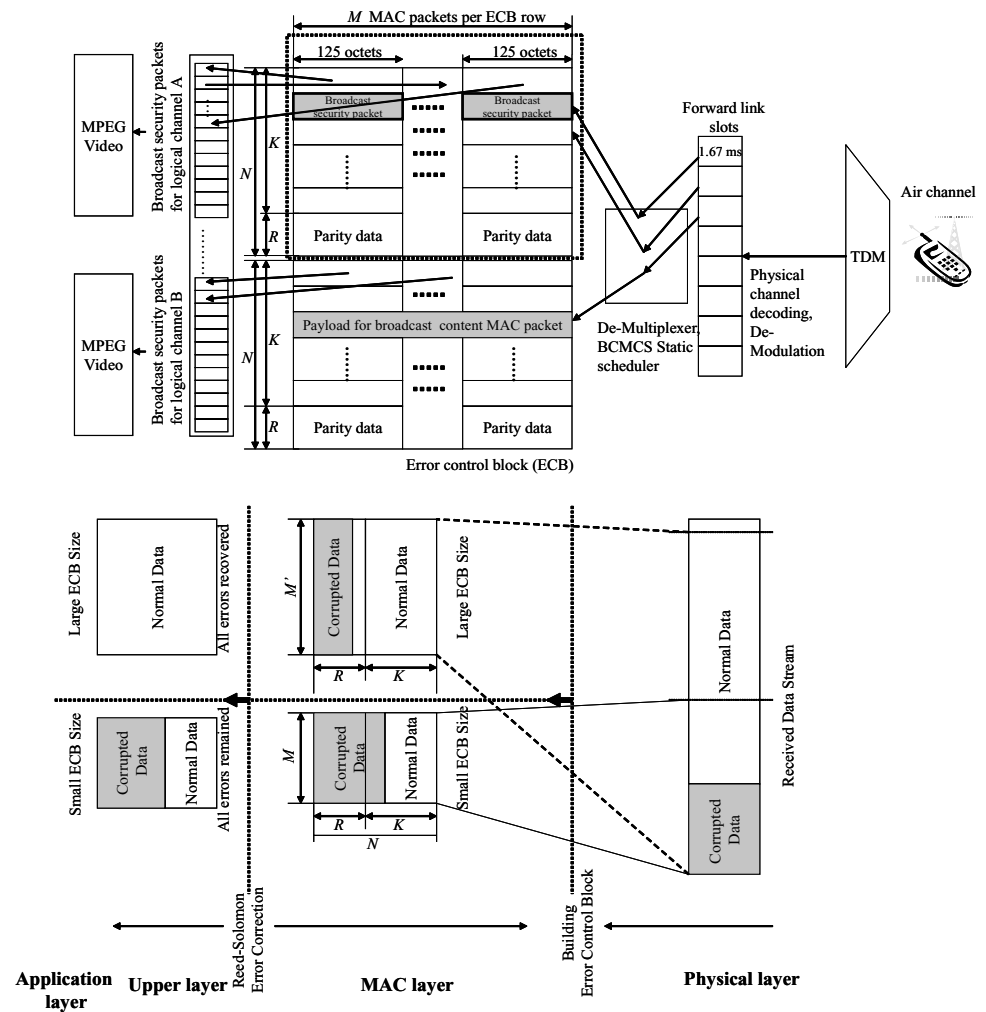 M MAC packets per ECB row
125 octets
125 octets
Broadcast security packets
for logical channel A
MPEG
Video
K
N
R
Broadcast
security packet
Broadcast
security packet
Parity data
Parity data
Forward link
slots
1.67 ms
Air channel
TDM
Physical
channel
decoding,
De-
Modulation
De-Multiplexer,
BCMCS Static
scheduler
Broadcast security packets
for logical channel B
MPEG
Video
K
N
R
Payload for broadcast content MAC packet
Parity data
Parity data
Error control block (ECB)
Large ECB Size
Normal Data
All errors recovered
M'
Corrupted Data
Normal Data
Large ECB Size
R
K
Normal Data
Received Data Stream
Small ECB Size
Corrupted
Data
Normal Data
All errors remained
M
Corrupted
Data
Normal Data
Small ECB Size
R
K
N
Corrupted
Data
Reed-Solomon
Error Correction
Building
Error Control Block
Application
layer
Upper layer
MAC layer
Physical layer